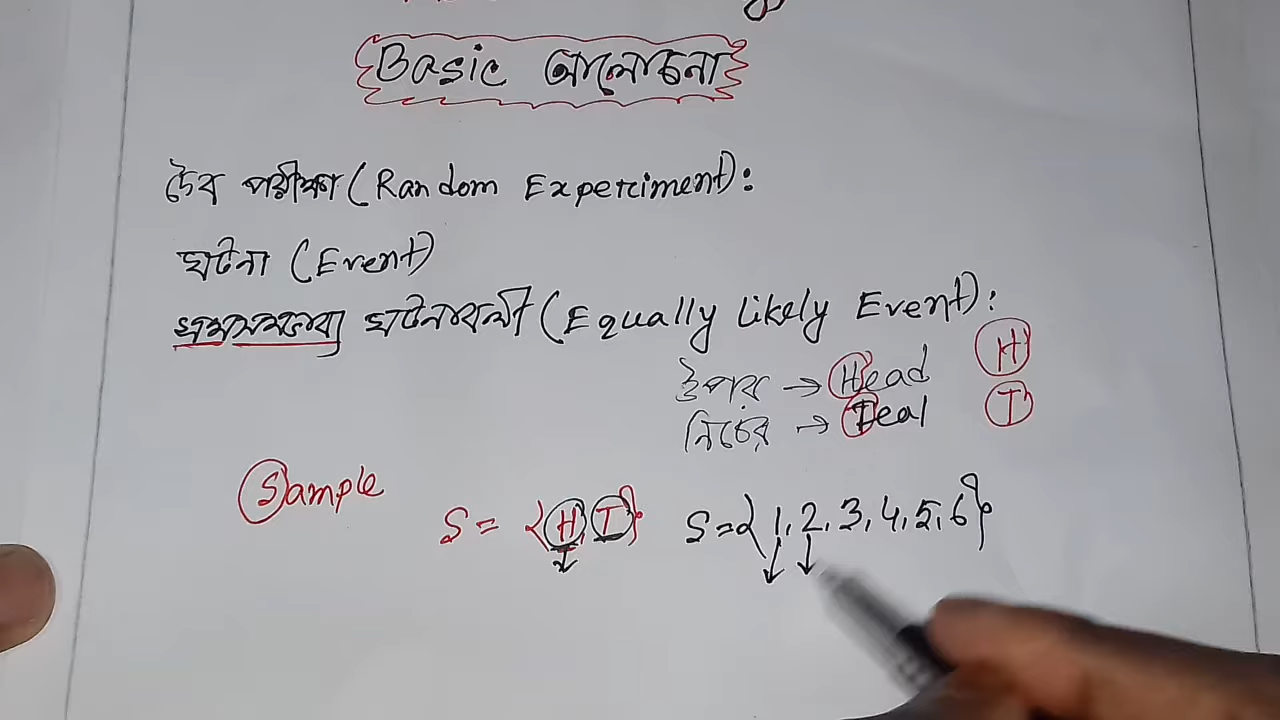 Basic আলোচনা
দৈব পরীক্ষা (Random Experiment):
ঘটনা (Event)
সমসম্ভাব্য ঘটনাবলী (Equally Likely Event):
উপর → Head H
নিচের → Teal T
Sample
S = {H, T} S = {1, 2, 3, 4, 5, 6}